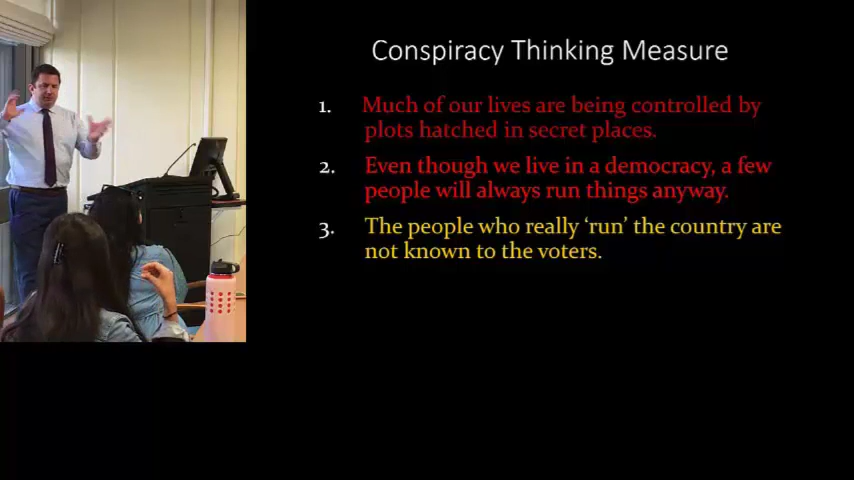 Conspiracy Thinking Measure
1. Much of our lives are being controlled by
plots hatched in secret places.
2. Even though we live in a democracy, a few
people will always run things anyway.
3. The people who really ‘run’ the country are
not known to the voters.